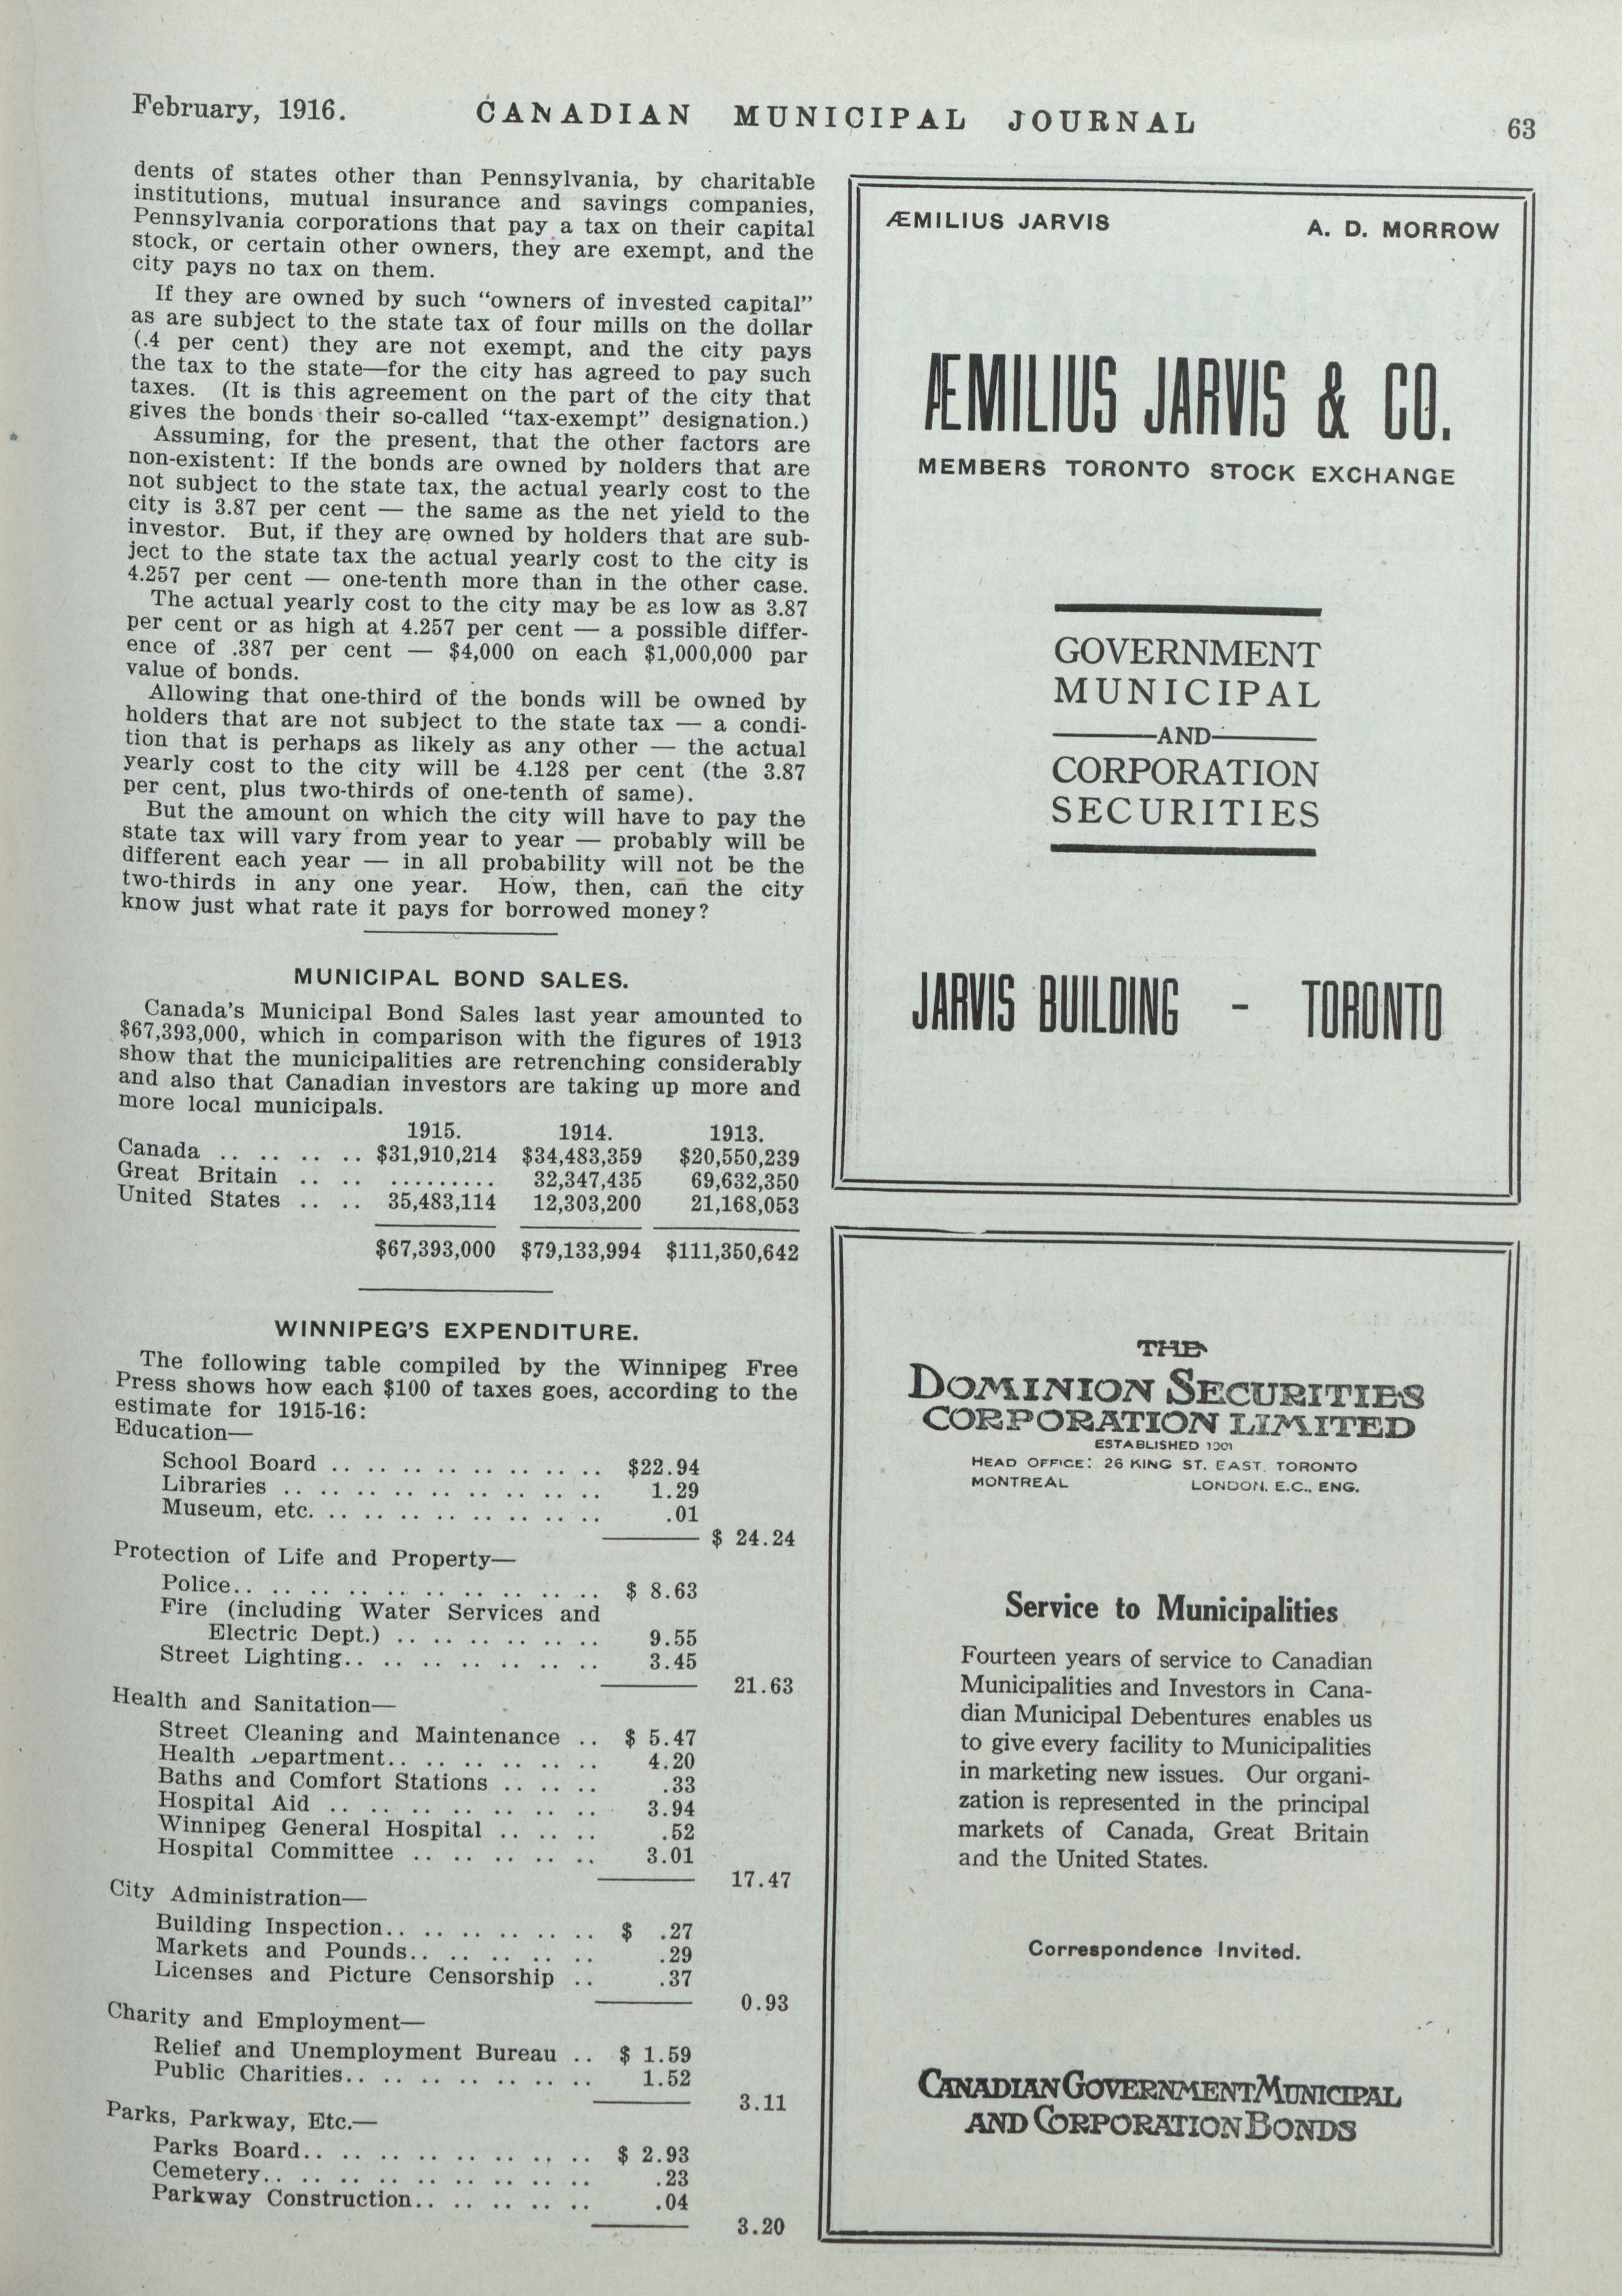 February, 1916.
CANADIAN MUNICIPAL JOURNAL
63
dents of states other than Pennsylvania, by charitable
institutions, mutual insurance and savings companies,
Pennsylvania corporations that pay a tax on their capital
stock, or certain other owners, they are exempt, and the
city pays no tax on them.
If they are owned by such "owners of invested capital"
as are subject to the state tax of four mills on the dollar
(.4 per cent) they are not exempt, and the city pays
the tax to the state—for the city has agreed to pay such
taxes. (It is this agreement on the part of the city that
gives the bonds their so-called "tax-exempt" designation.)
Assuming, for the present, that the other factors are
non-existent: If the bonds are owned by nolders that are
not subject to the state tax, the actual yearly cost to the
city is 3.87 per cent — the same as the net yield to the
investor. But, if they are owned by holders that are sub-
ject to the state tax the actual yearly cost to the city is
4.257 per cent — one-tenth more than in the other case.
The actual yearly cost to the city may be as low as 3.87
per cent or as high at 4.257 per cent — a possible differ-
ence of .387 per cent — $4,000 on each $1,000,000 par
value of bonds.
Allowing that one-third of the bonds will be owned by
holders that are not subject to the state tax — a condi-
tion that is perhaps as likely as any other — the actual
yearly cost to the city will be 4.128 per cent (the 3.87
per cent, plus two-thirds of one-tenth of same).
But the amount on which the city will have to pay the
state tax will vary from year to year — probably will be
different each year — in all probability will not be the
two-thirds in any one year. How, then, can the city
know just what rate it pays for borrowed money?
MUNICIPAL BOND SALES.
Canada's Municipal Bond Sales last year amounted to
$67,393,000, which in comparison with the figures of 1913
show that the municipalities are retrenching considerably
and also that Canadian investors are taking up more and
more local municipals.
1915. 1914. 1913.
Canada .. .. .. .. $31,910,214 $34,483,359 $20,550,239
Great Britain .. .. ......... 32,347,435 69,632,350
United States .. .. 35,483,114 12,303,200 21,168,053
$67,393,000 $79,133,994 $111,350,642
WINNIPEG'S EXPENDITURE.
The following table compiled by the Winnipeg Free
Press shows how each $100 of taxes goes, according to the
estimate for 1915-16:
Education—
School Board .. .. .. .. .. .. .. .. $22.94
Libraries .. .. .. .. .. .. .. .. .. 1.29
Museum, etc. .. .. .. .. .. .. .. .. .01
$ 24.24
Protection of Life and Property—
Police.. .. .. .. .. .. .. .. .. .. $ 8.63
Fire (including Water Services and
Electric Dept.) .. .. .. .. .. .. 9.55
Street Lighting.. .. .. .. .. .. .. 3.45
21.63
Health and Sanitation—
Street Cleaning and Maintenance .. $ 5.47
Health Department.. .. .. .. .. .. 4.20
Baths and Comfort Stations .. .. .. .33
Hospital Aid .. .. .. .. .. .. .. .. 3.94
Winnipeg General Hospital .. .. .. .52
Hospital Committee .. .. .. .. .. 3.01
17.47
City Administration—
Building Inspection.. .. .. .. .. .. $ .27
Markets and Pounds.. .. .. .. .. .29
Licenses and Picture Censorship .. .37
0.93
Charity and Employment—
Relief and Unemployment Bureau .. $ 1.59
Public Charities.. .. .. .. .. .. .. 1.52
3.11
Parks, Parkway, Etc.—
Parks Board.. .. .. .. .. .. .. .. $ 2.93
Cemetery.. .. .. .. .. .. .. .. .. .23
Parkway Construction.. .. .. .. .. .04
3.20
ÆMILIUS JARVIS A. D. MORROW
ÆMILIUS JARVIS & CO.
MEMBERS TORONTO STOCK EXCHANGE
GOVERNMENT
MUNICIPAL
AND
CORPORATION
SECURITIES
JARVIS BUILDING - TORONTO
THE
DOMINION SECURITIES
CORPORATION LIMITED
ESTABLISHED 1901
HEAD OFFICE: 26 KING ST. EAST, TORONTO
MONTREAL LONDON, E.C., ENG.
Service to Municipalities
Fourteen years of service to Canadian
Municipalities and Investors in Cana-
dian Municipal Debentures enables us
to give every facility to Municipalities
in marketing new issues. Our organi-
zation is represented in the principal
markets of Canada, Great Britain
and the United States.
Correspondence Invited.
CANADIAN GOVERNMENT MUNICIPAL
AND CORPORATION BONDS